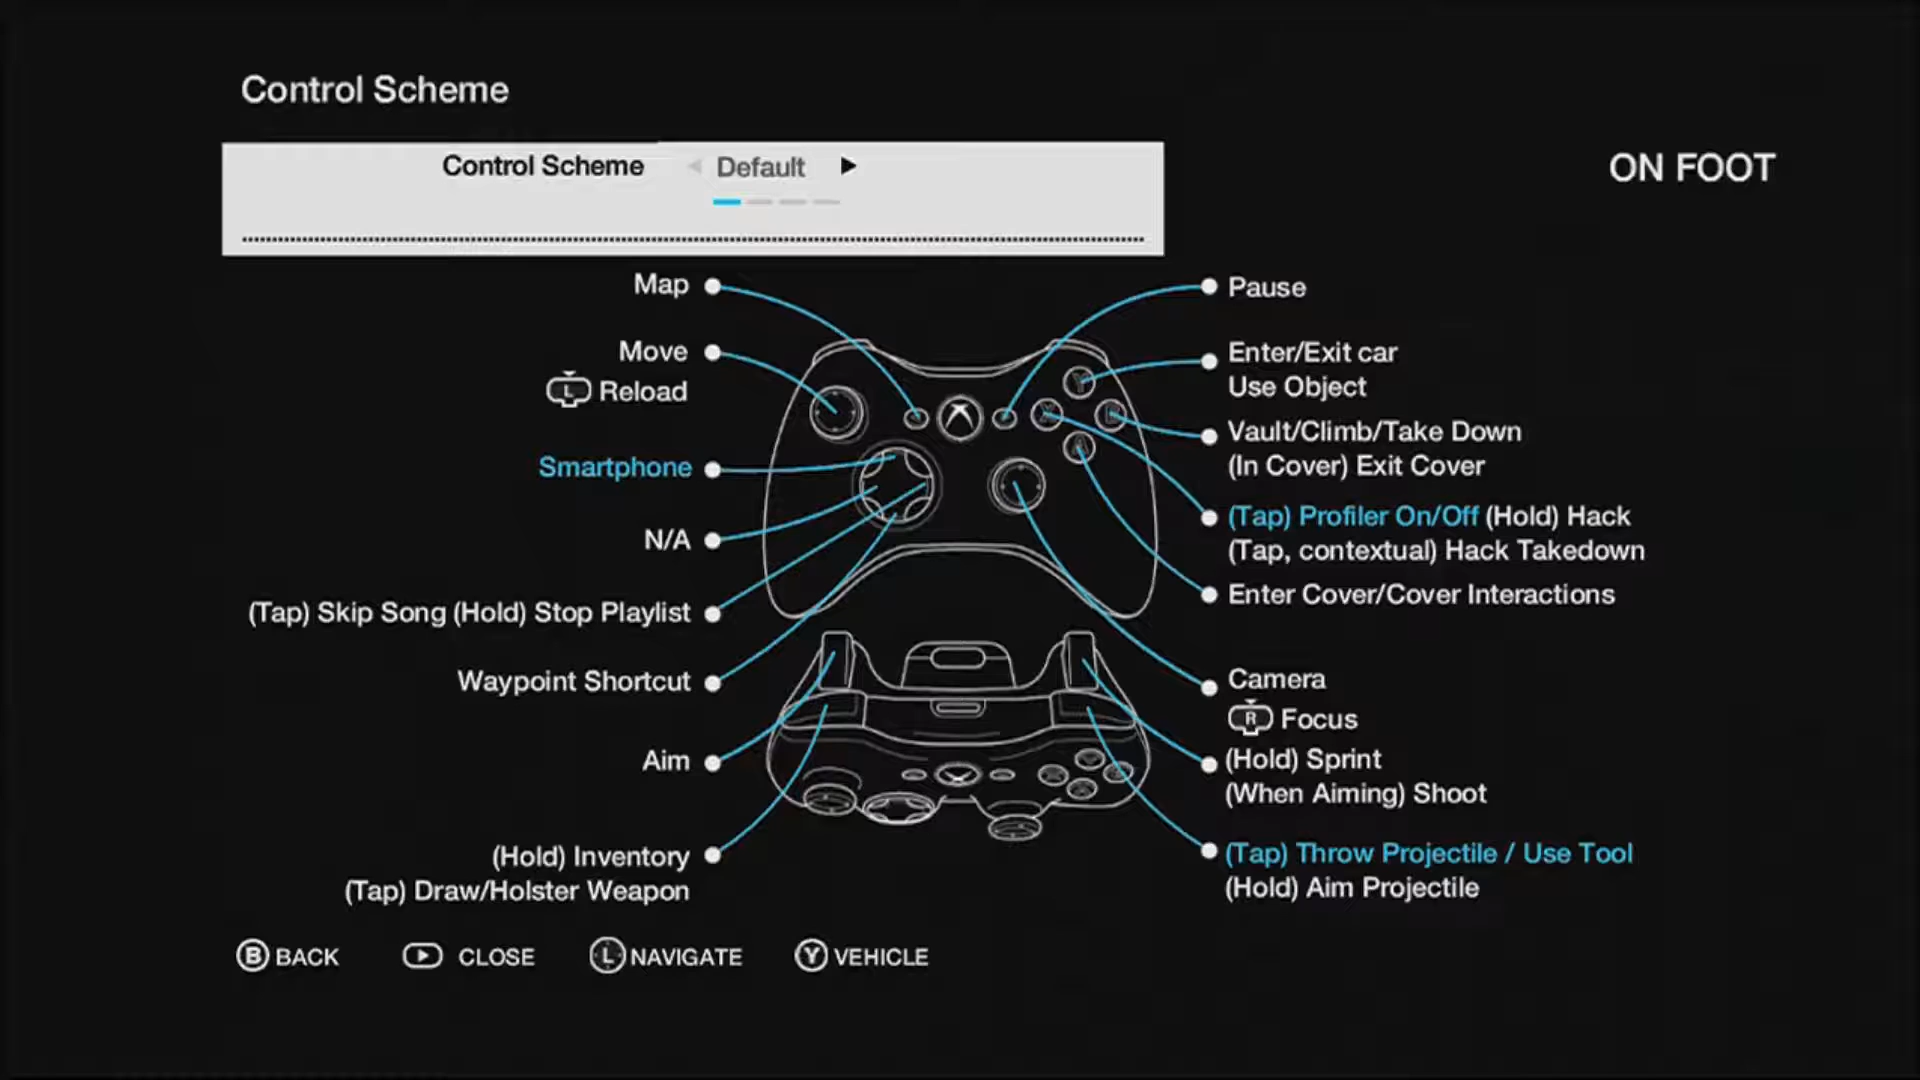 Control Scheme
Control Scheme Default
ON FOOT
Map
Move
L Reload
Smartphone
N/A
(Tap) Skip Song (Hold) Stop Playlist
Waypoint Shortcut
Aim
(Hold) Inventory
(Tap) Draw/Holster Weapon
Pause
Enter/Exit car
Use Object
Vault/Climb/Take Down
(In Cover) Exit Cover
(Tap) Profiler On/Off (Hold) Hack
(Tap, contextual) Hack Takedown
Enter Cover/Cover Interactions
Camera
R Focus
(Hold) Sprint
(When Aiming) Shoot
(Tap) Throw Projectile / Use Tool
(Hold) Aim Projectile
Y
X
B
A
B BACK CLOSE L NAVIGATE Y VEHICLE